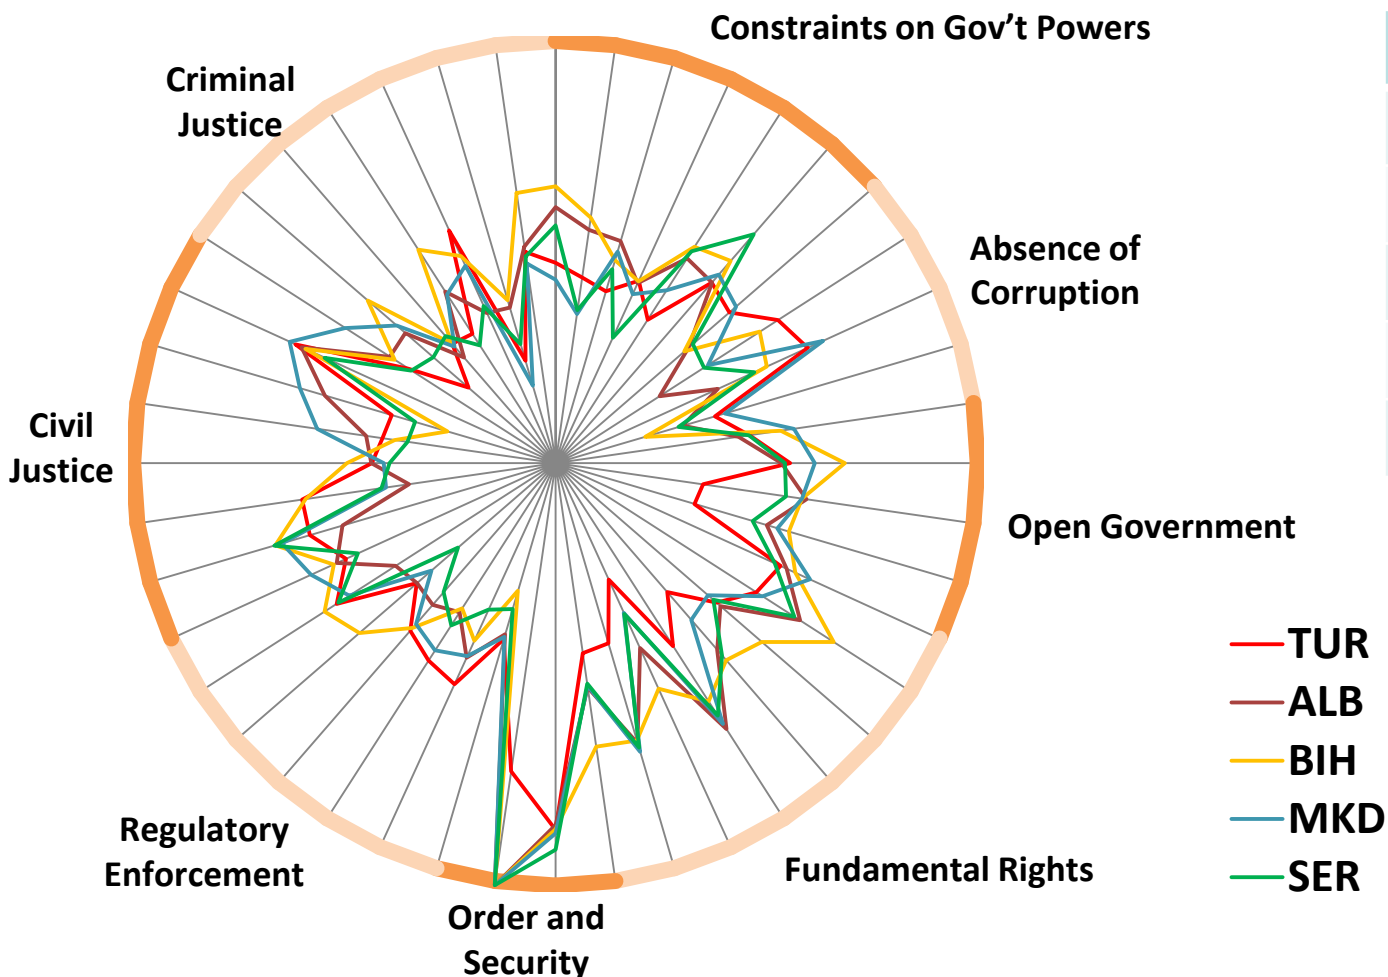 Constraints on Gov’t Powers
Criminal
Justice
Absence of
Corruption
Civil
Justice
Open Government
TUR
ALB
BIH
MKD
SER
Regulatory
Enforcement
Fundamental Rights
Order and
Security